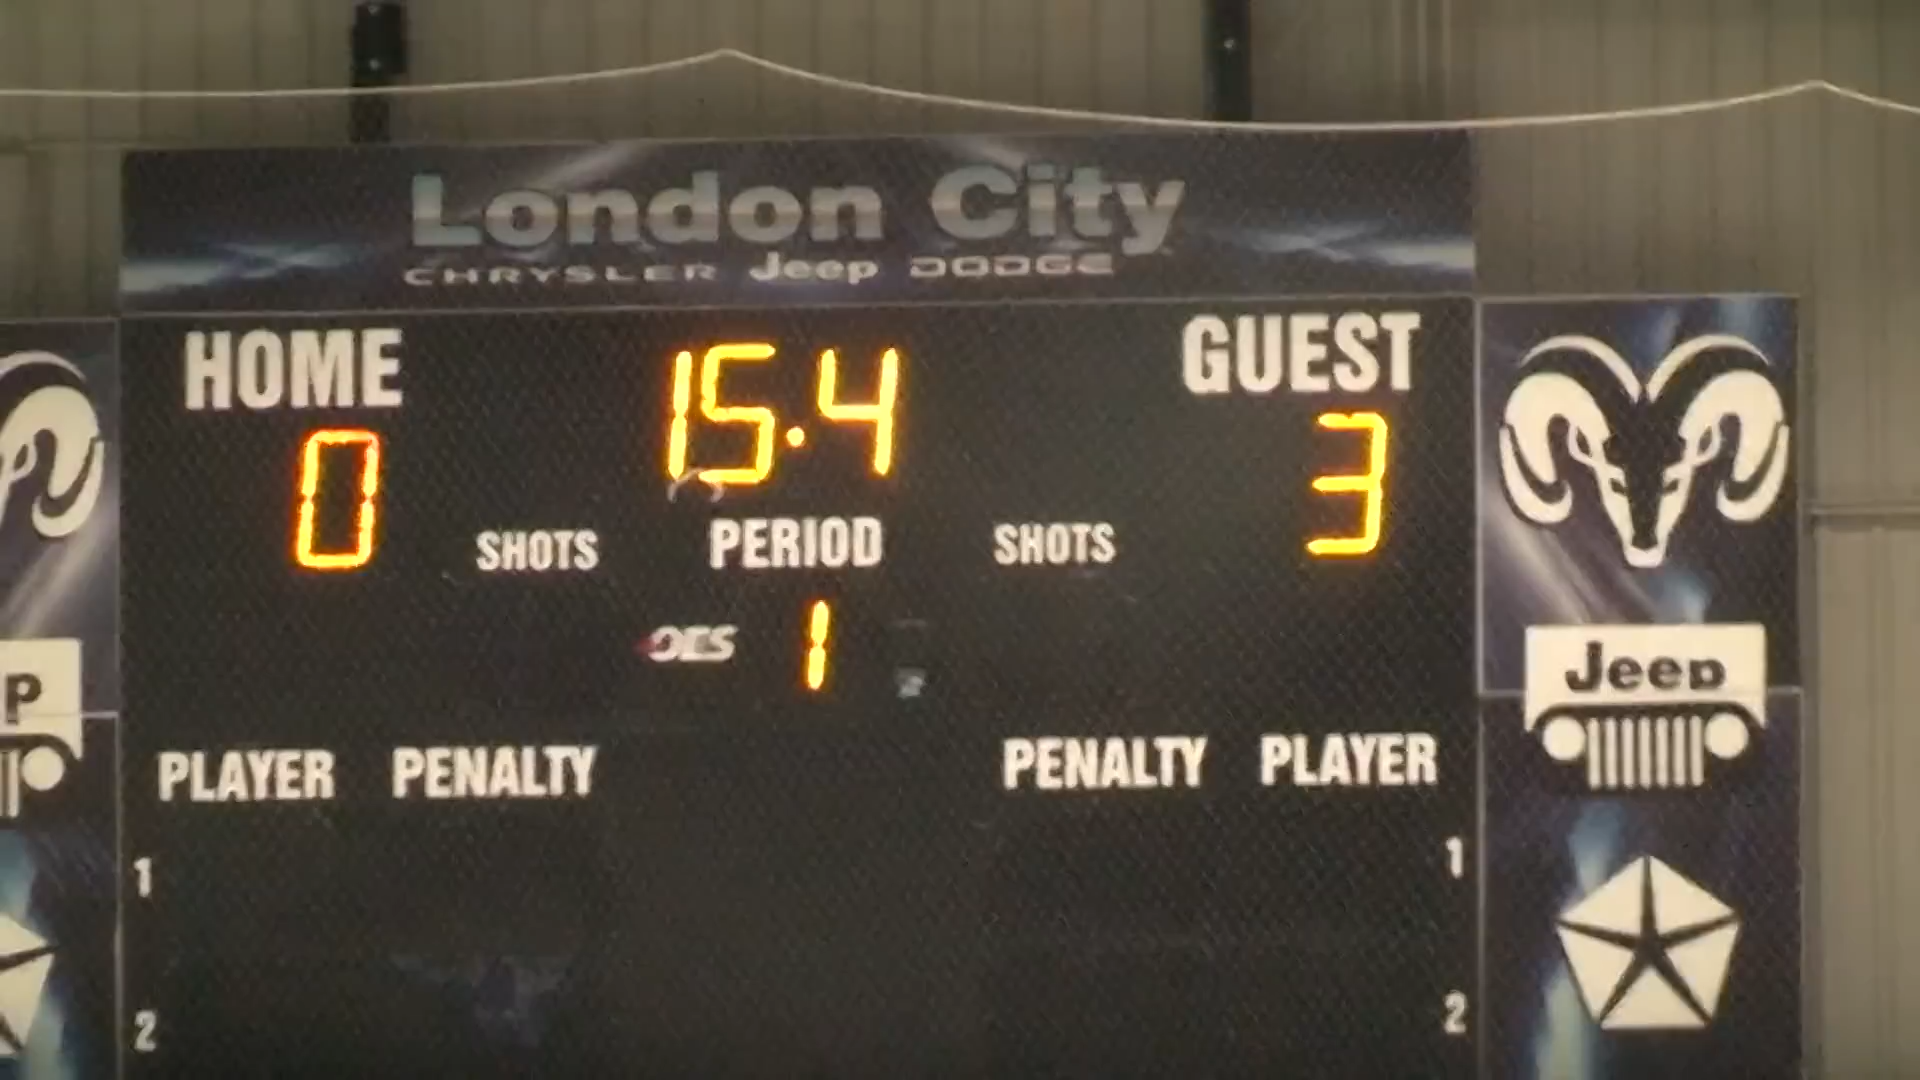 London City
CHRYSLER Jeep DODGE
HOME 15.4 GUEST
0 3
SHOTS PERIOD SHOTS
OES 1
Jeep
p
PLAYER PENALTY PENALTY PLAYER
1 1
2 2